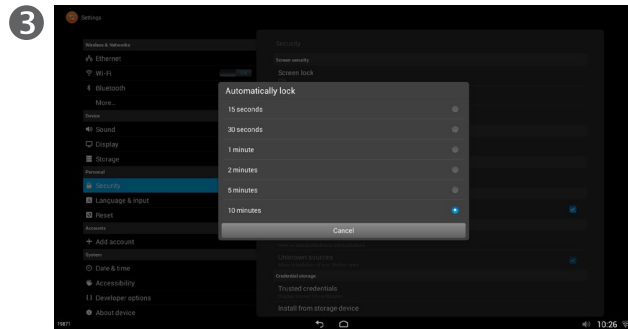 3
Settings
Wireless & Networks
Ethernet
Wi-Fi
Bluetooth
More...
Device
Sound
Display
Storage
Personal
Security
Language & input
Reset
Accounts
Add account
System
Date & time
Accessibility
Developer options
About device
Security
Screen security
Screen lock
Automatically lock
15 seconds
30 seconds
1 minute
2 minutes
5 minutes
10 minutes
Cancel
Unknown sources
Credential storage
Trusted credentials
Install from storage device
10:26